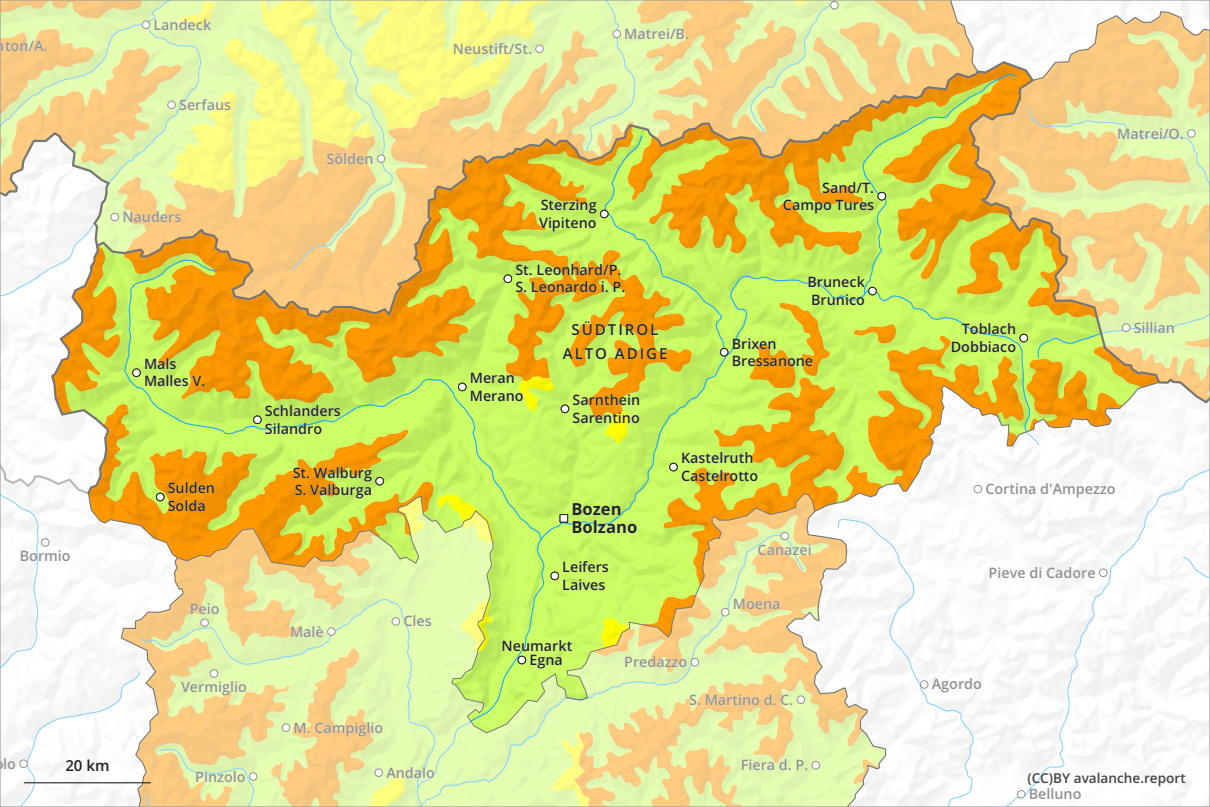 Landeck
nton/A.
Neustift/St.
Matrei/B.
Serfaus
Matrei/O.
Sölden
Nauders
Sand/T.
Campo Tures
Sterzing
Vipiteno
St. Leonhard/P.
S. Leonardo i. P.
Bruneck
Brunico
SÜDTIROL
ALTO ADIGE
Toblach
Dobbiaco
Sillian
Brixen
Bressanone
Mals
Malles V.
Meran
Merano
Sarnthein
Sarentino
Schlanders
Silandro
Kastelruth
Castelrotto
St. Walburg
S. Valburga
Sulden
Solda
Cortina d'Ampezzo
Bozen
Bolzano
Bormio
Canazei
Leifers
Laives
Pieve di Cadore
Peio
Moena
Cles
Malè
Neumarkt
Egna
Predazzo
Vermiglio
Agordo
S. Martino d. C.
M. Campiglio
20 km
olo
Pinzolo
Andalo
Fiera d. P.
(CC)BY avalanche.report
Belluno